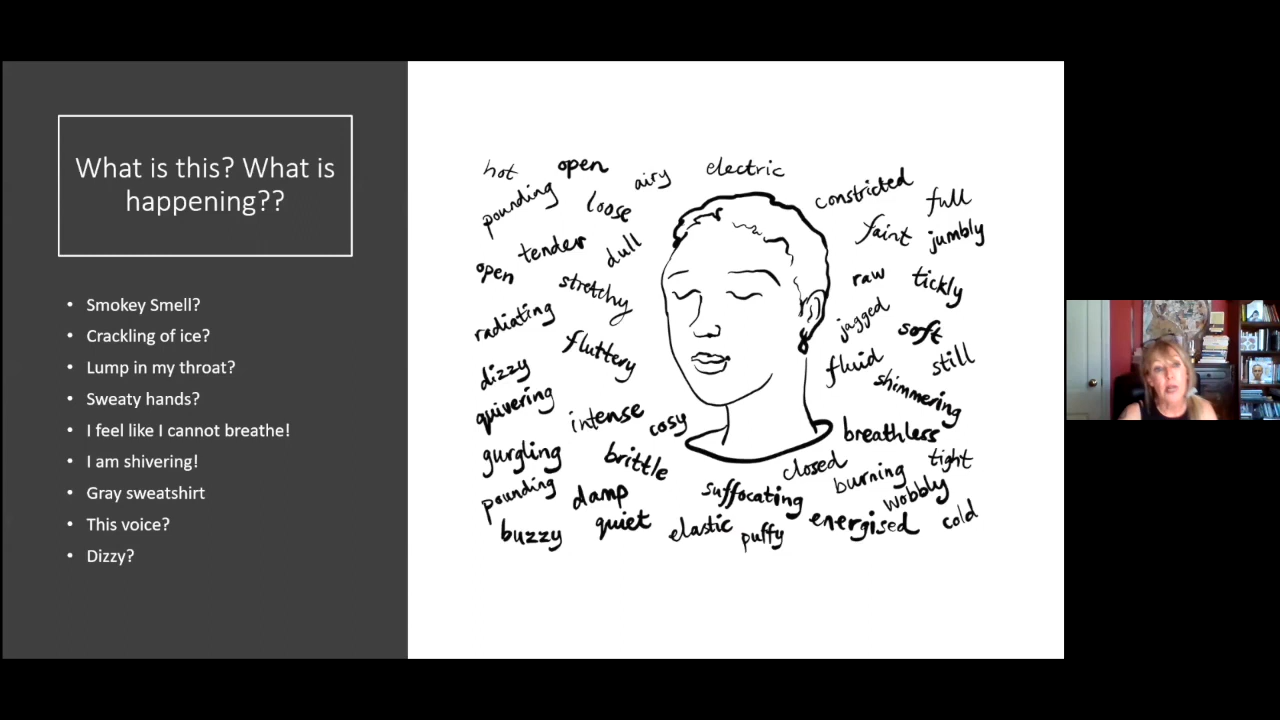 What is this? What is
happening??
• Smokey Smell?
• Crackling of ice?
• Lump in my throat?
• Sweaty hands?
• I feel like I cannot breathe!
• I am shivering!
• Gray sweatshirt
• This voice?
• Dizzy?
hot open airy electric
pounding loose constricted full
tender dull faint jumbly
open stretchy raw tickly
radiating jagged soft
fluttery fluid still
dizzy shimmering
quivering intense cosy breathless
gurgling brittle closed burning tight
pounding damp suffocating wobbly
buzzy quiet elastic puffy energised cold